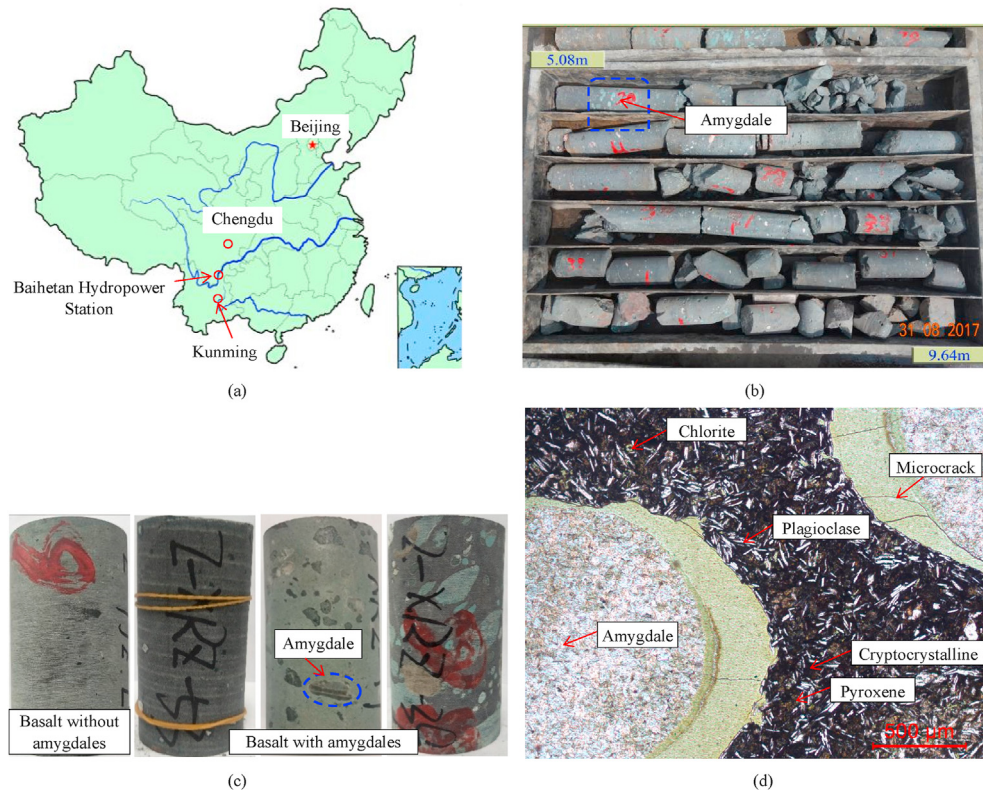 Beijing
Chengdu
Baihetan Hydropower
Station
Kunming
(a)
5.08m
Amygdale
31 08 2017
9.64m
(b)
Amygdale
Basalt without
amygdales
Basalt with amygdales
(c)
Chlorite
Microcrack
Plagioclase
Amygdale
Cryptocrystalline
Pyroxene
500 μm
(d)